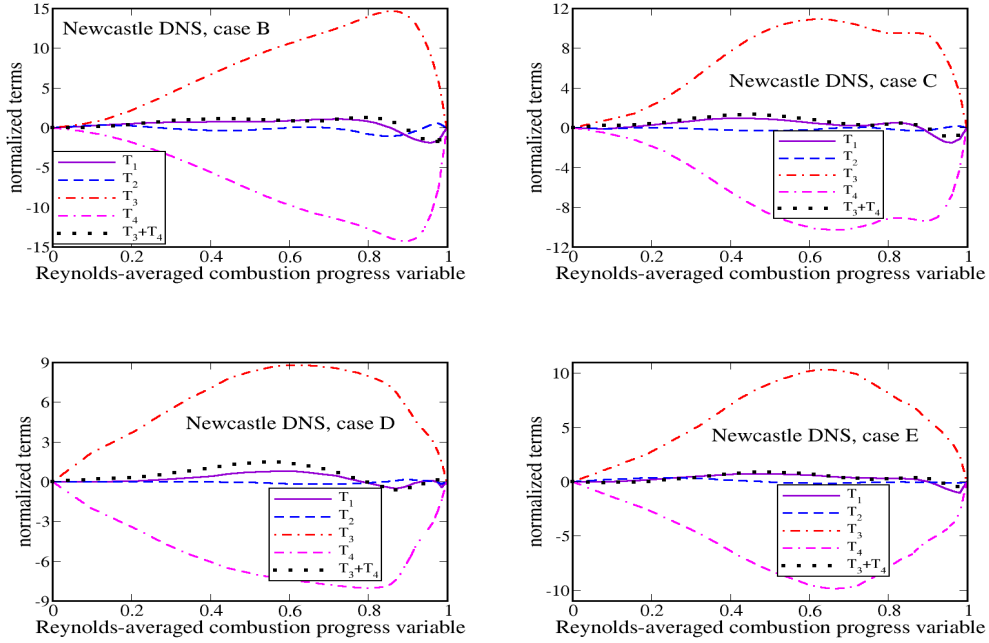 Newcastle DNS, case B
normalized terms
15
10
5
0
-5
-10
-15
T1
T2
T3
T4
T3+T4
0 0.2 0.4 0.6 0.8 1
Reynolds-averaged combustion progress variable
Newcastle DNS, case C
normalized terms
12
8
4
0
-4
-8
-12
T1
T2
T3
T4
T3+T4
0 0.2 0.4 0.6 0.8 1
Reynolds-averaged combustion progress variable
Newcastle DNS, case D
normalized terms
9
6
3
0
-3
-6
-9
T1
T2
T3
T4
T3+T4
0 0.2 0.4 0.6 0.8 1
Reynolds-averaged combustion progress variable
Newcastle DNS, case E
normalized terms
10
5
0
-5
-10
T1
T2
T3
T4
T3+T4
0 0.2 0.4 0.6 0.8 1
Reynolds-averaged combustion progress variable